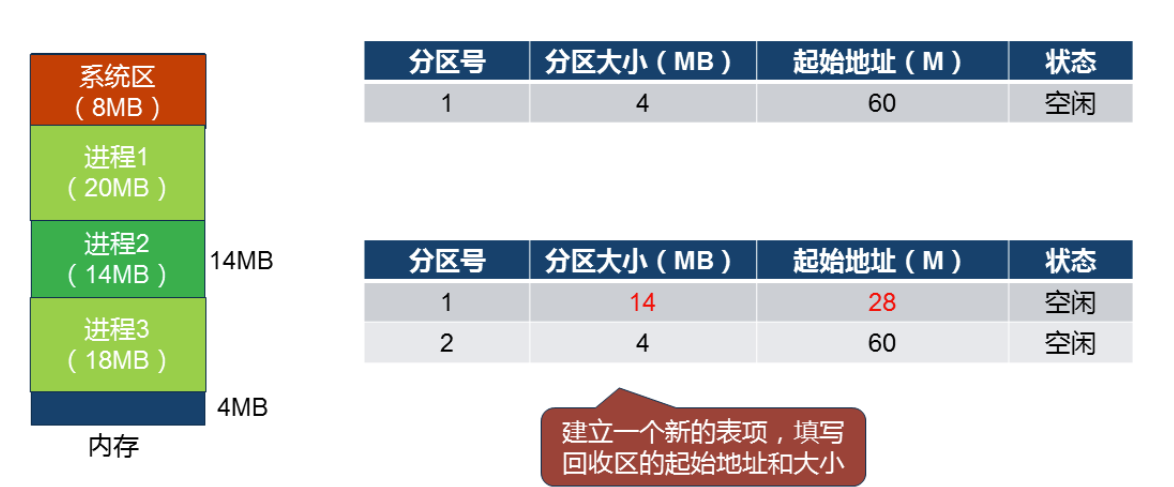 系统区
（8MB）
进程1
（20MB）
进程2
（14MB）
14MB
进程3
（18MB）
4MB
内存
分区号 分区大小（MB） 起始地址（M） 状态
1 4 60 空闲
分区号 分区大小（MB） 起始地址（M） 状态
1 14 28 空闲
2 4 60 空闲
建立一个新的表项，填写
回收区的起始地址和大小